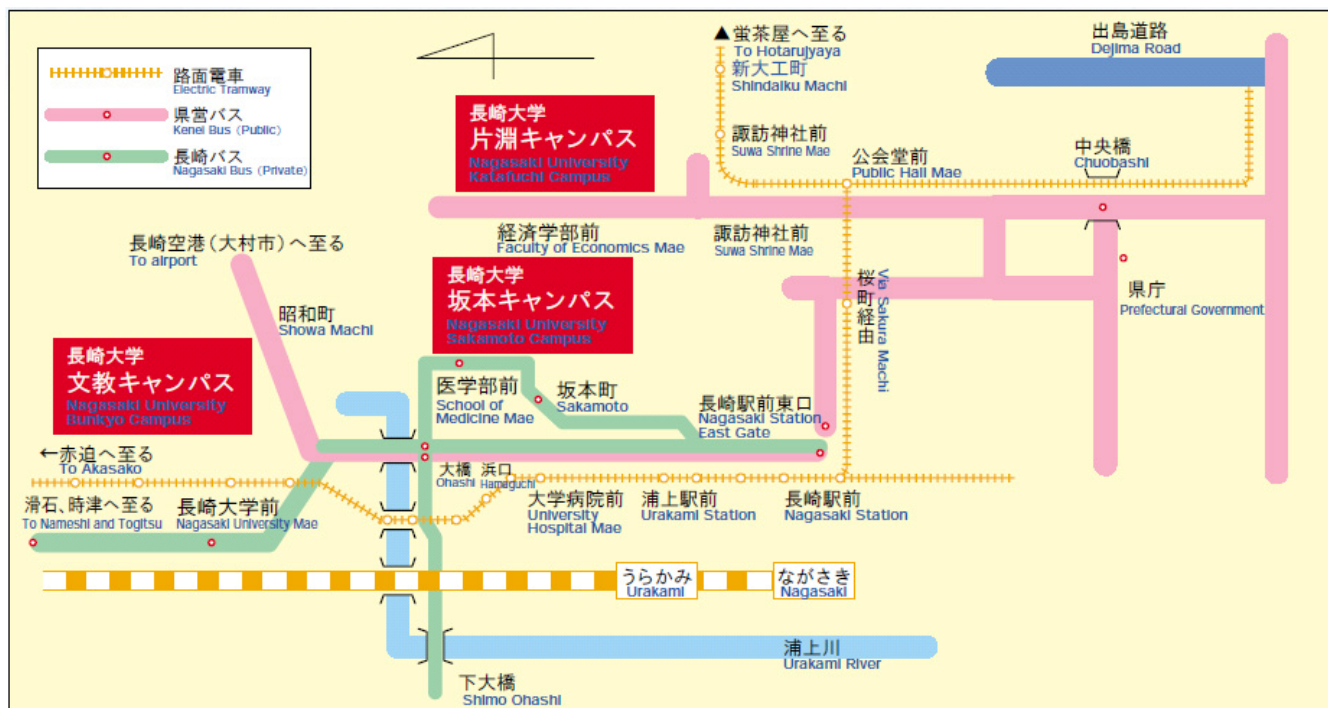 路面電車
Electric Tramway
県営バス
Kenei Bus (Public)
長崎バス
Nagasaki Bus (Private)
▲蛍茶屋へ至る
To Hotarujyaya
新大工町
Shindaiku Machi
諏訪神社前
Suwa Shrine Mae
公会堂前
Public Hall Mae
出島道路
Dejima Road
中央橋
Chuobashi
長崎大学
片淵キャンパス
Nagasaki University
Katafuchi Campus
経済学部前
Faculty of Economics Mae
諏訪神社前
Suwa Shrine Mae
長崎空港(大村市)へ至る
To airport
昭和町
Showa Machi
長崎大学
坂本キャンパス
Nagasaki University
Sakamoto Campus
桜町経由
Via Sakura Machi
県庁
Prefectural Government
長崎大学
文教キャンパス
Nagasaki University
Bunkyo Campus
医学部前
School of
Medicine Mae
坂本町
Sakamoto
長崎駅前東口
Nagasaki Station
East Gate
←赤迫へ至る
To Akasako
大橋
Ohashi
浜口
Hamaguchi
滑石、時津へ至る
To Nameshi and Togitsu
長崎大学前
Nagasaki University Mae
大学病院前
University
Hospital Mae
浦上駅前
Urakami Station
長崎駅前
Nagasaki Station
うらかみ
Urakami
ながさき
Nagasaki
浦上川
Urakami River
下大橋
Shimo Ohashi